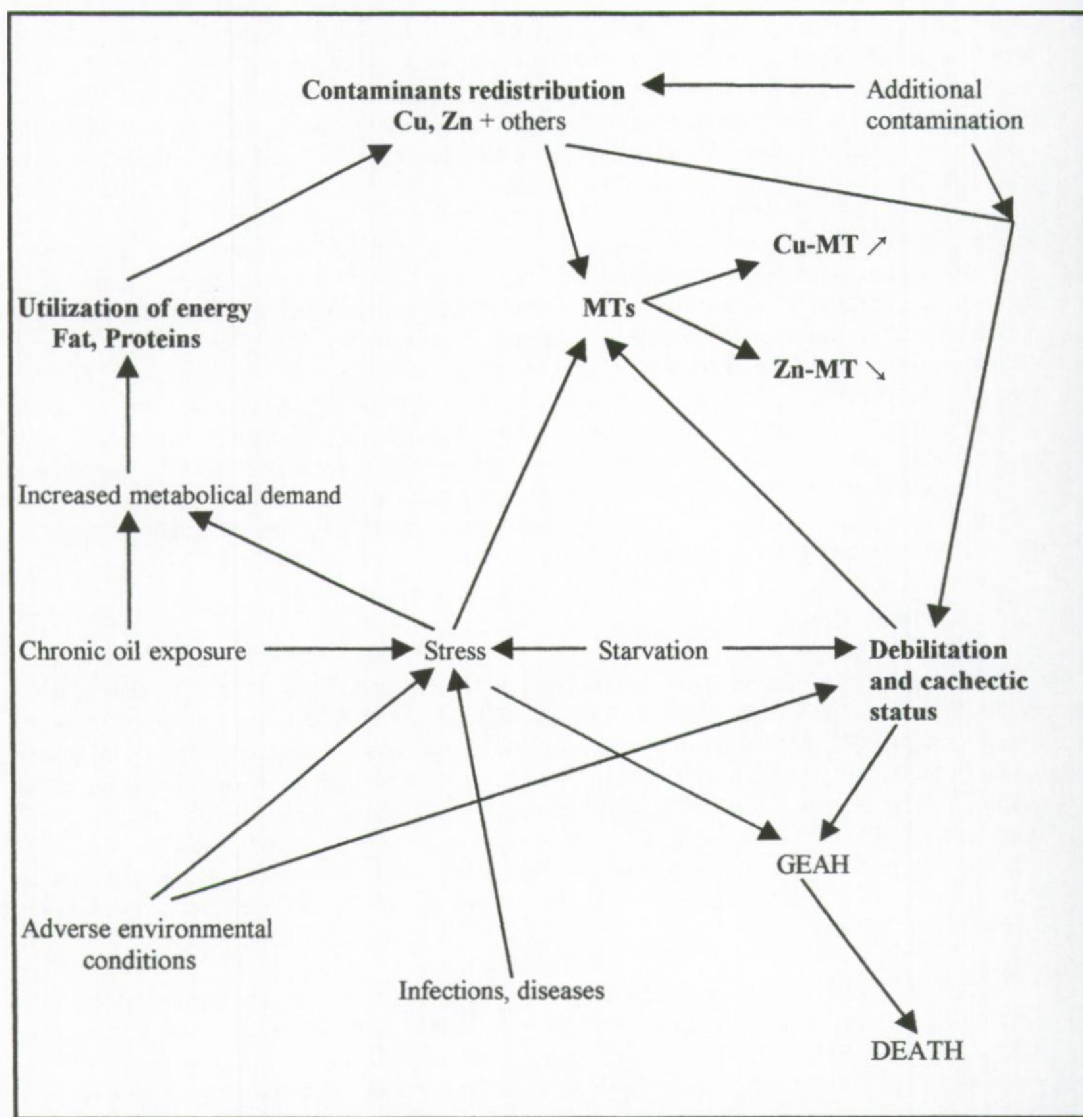 Contaminants redistribution
Cu, Zn + others
Additional
contamination
Cu-MT ↗
Utilization of energy
Fat, Proteins
MTs
Zn-MT ↘
Increased metabolical demand
Chronic oil exposure
Stress
Starvation
Debilitation
and cachectic
status
GEAH
Adverse environmental
conditions
Infections, diseases
DEATH